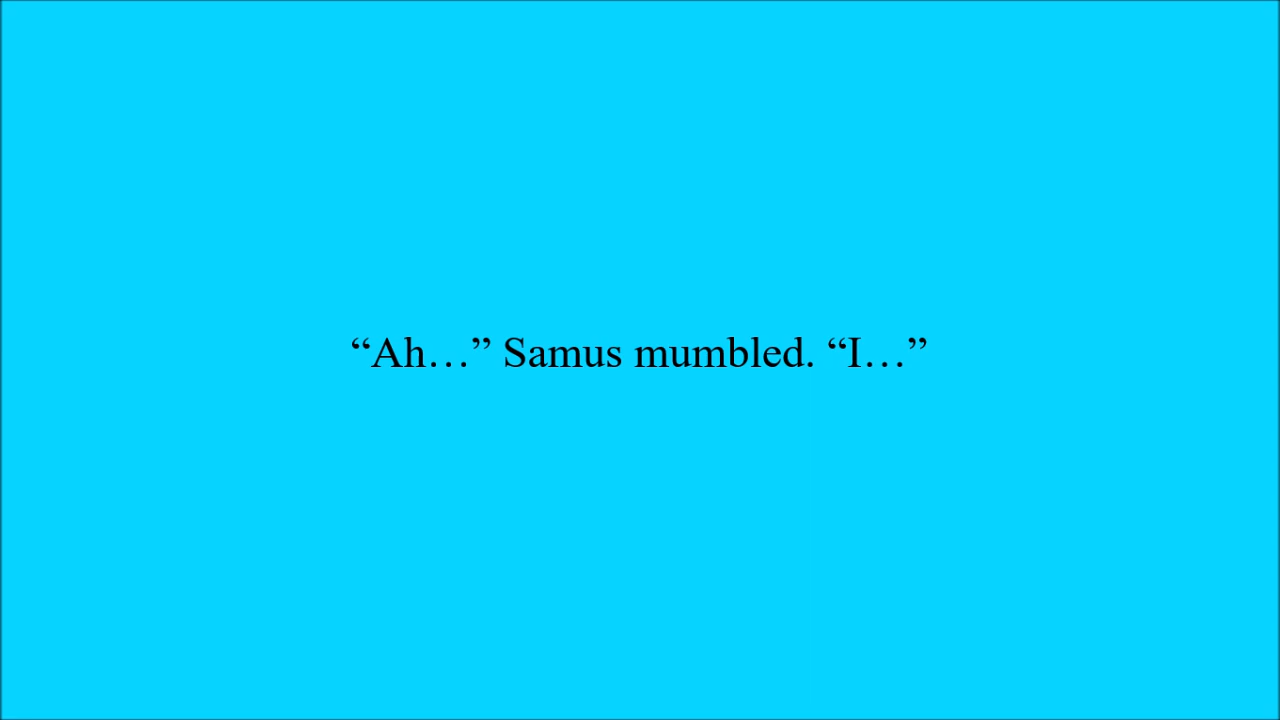 “Ah…” Samus mumbled. “I…”